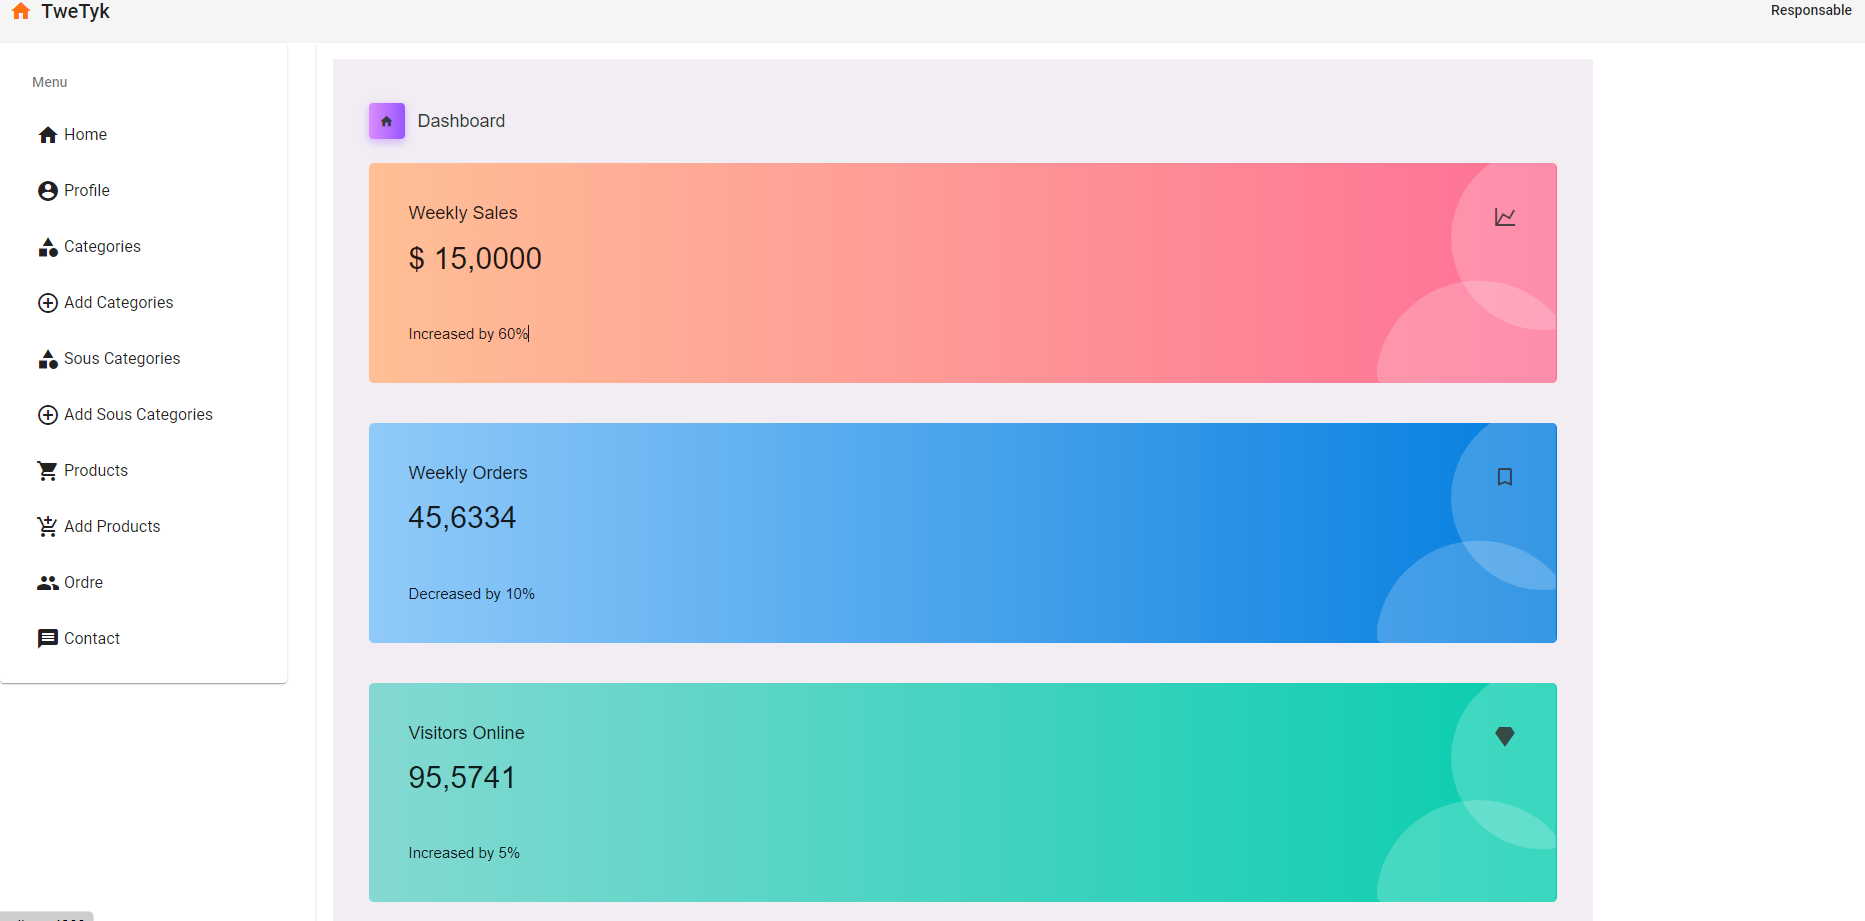 TweTyk
Responsable
Menu
Home
Profile
Categories
Add Categories
Sous Categories
Add Sous Categories
Products
Add Products
Ordre
Contact
Dashboard
Weekly Sales
$ 15,0000
Increased by 60%
Weekly Orders
45,6334
Decreased by 10%
Visitors Online
95,5741
Increased by 5%